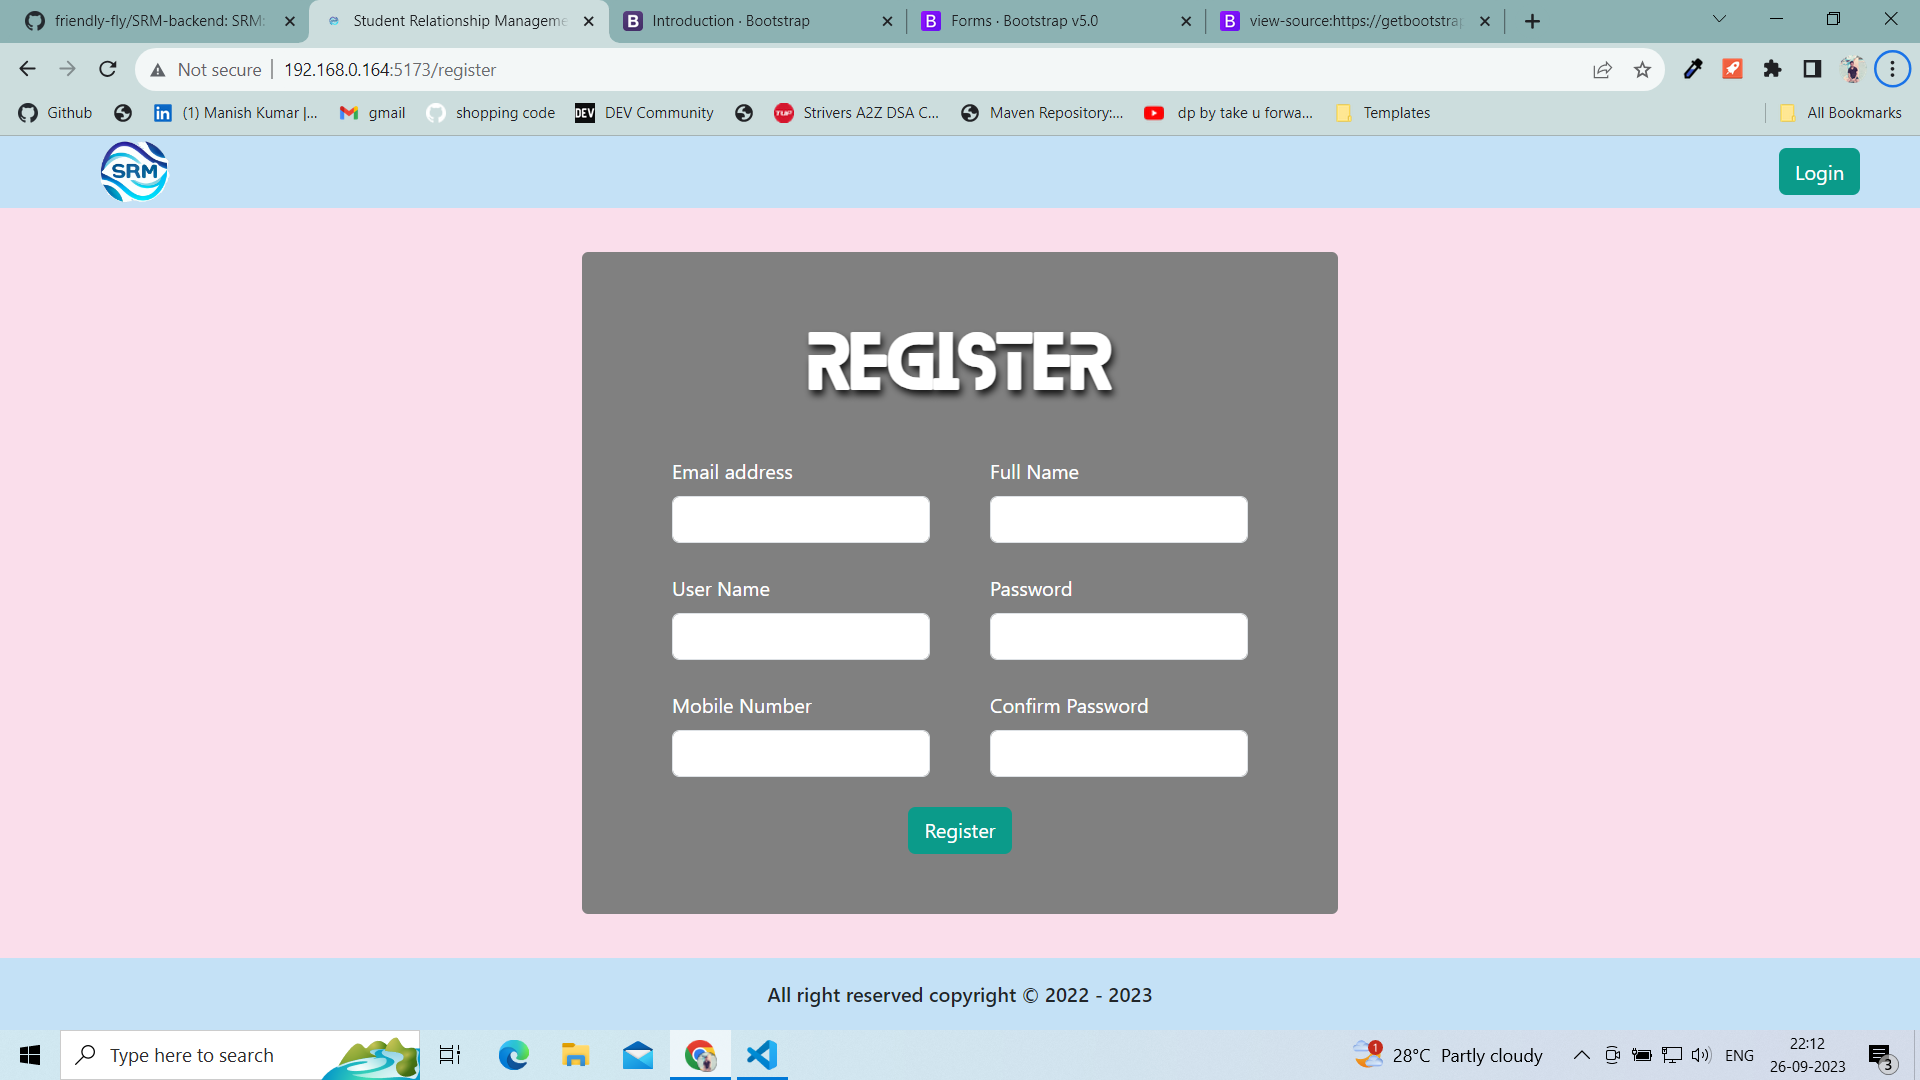 friendly-fly/SRM-backend: SRM:
Student Relationship Manageme
Introduction · Bootstrap
Forms · Bootstrap v5.0
view-source:https://getbootstrap
Not secure | 192.168.0.164:5173/register
Github
(1) Manish Kumar |...
gmail
shopping code
DEV Community
Strivers A2Z DSA C...
Maven Repository:...
dp by take u forwa...
Templates
All Bookmarks
SRM
Login
REGISTER
Email address
Full Name
User Name
Password
Mobile Number
Confirm Password
Register
All right reserved copyright © 2022 - 2023
Type here to search
1
28°C Partly cloudy
ENG
22:12
26-09-2023
3